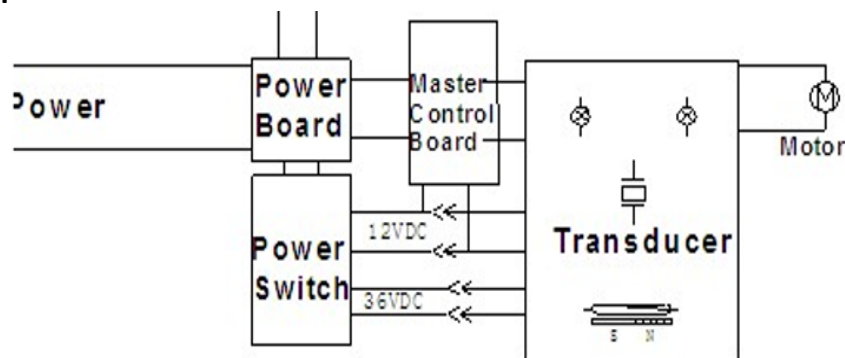 Power
Power
Board
Master
Control
Board
M
Motor
12VDC
Power
Switch
36VDC
Transducer
S N